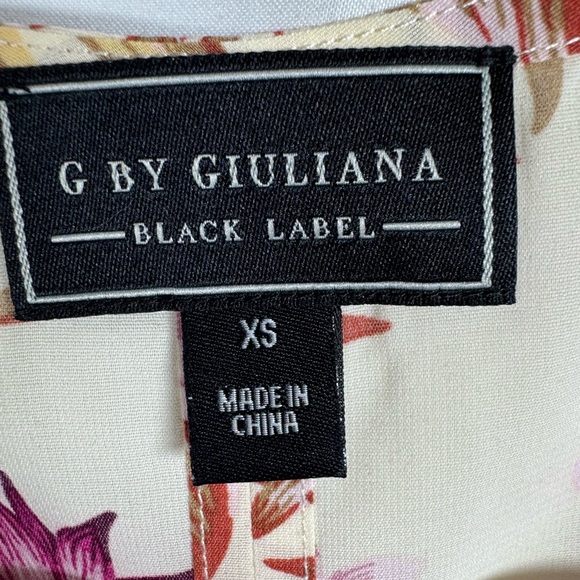 G BY GIULIANA
BLACK LABEL
XS
MADE IN
CHINA